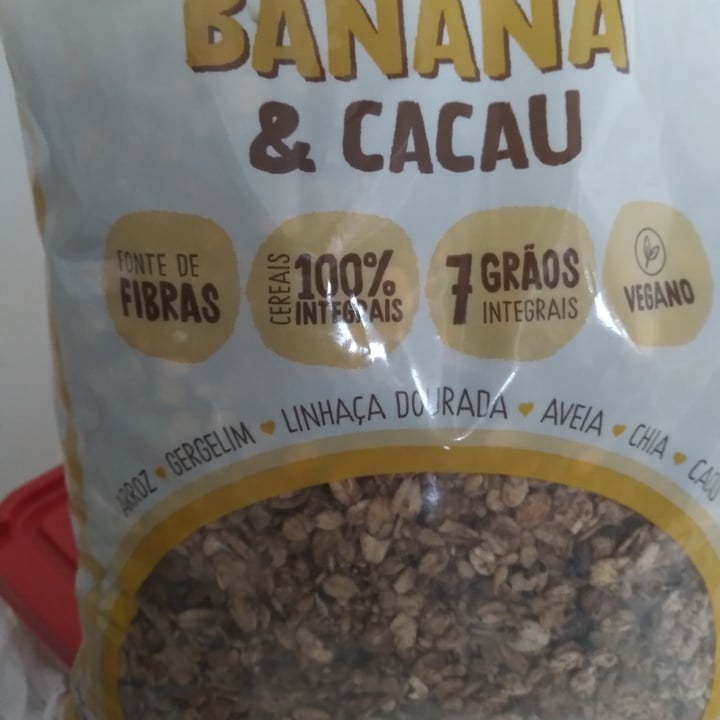 BANANA
& CACAU
FONTE DE
FIBRAS
CEREAIS
100%
INTEGRAIS
7 GRÃOS
INTEGRAIS
VEGANO
ARROZ GERGELIM LINHAÇA DOURADA AVEIA CHIA